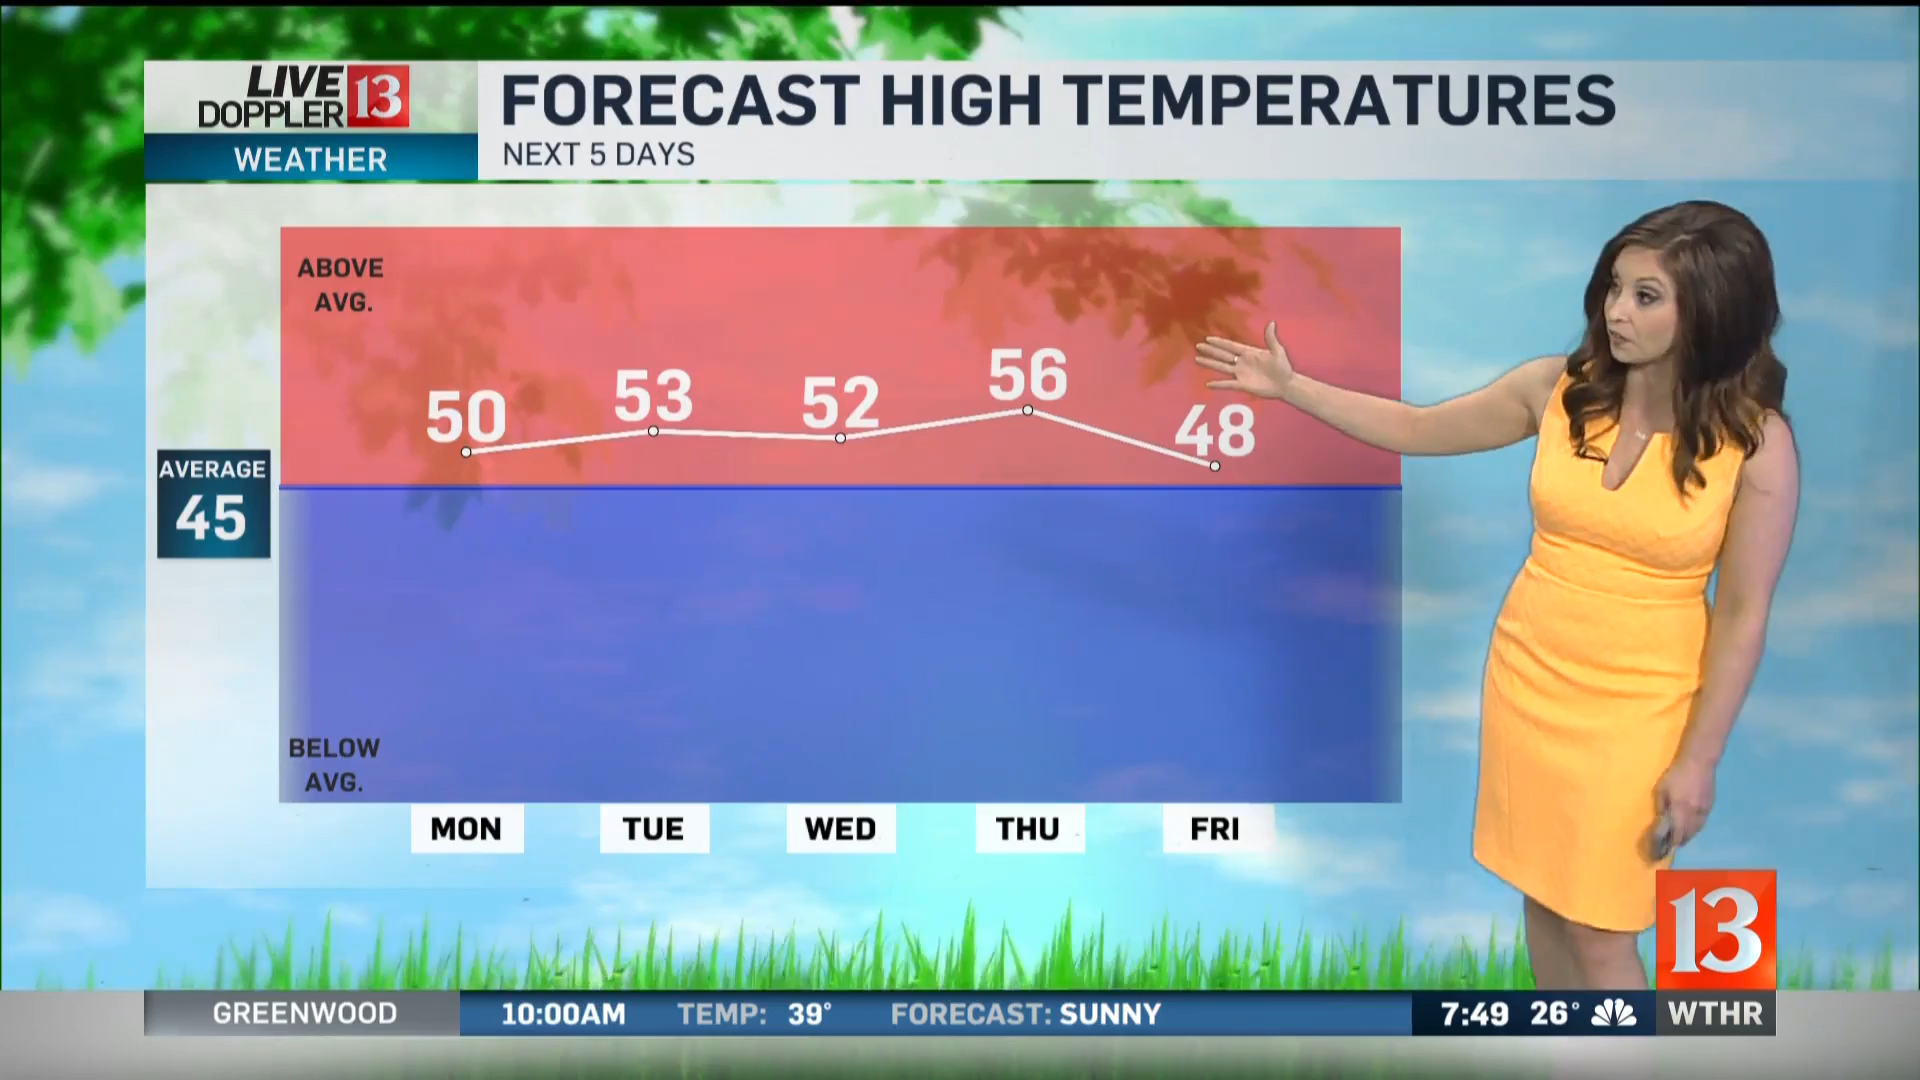 LIVE
DOPPLER 13
WEATHER
FORECAST HIGH TEMPERATURES
NEXT 5 DAYS
ABOVE
AVG.
50
53
52
56
48
AVERAGE
45
BELOW
AVG.
MON
TUE
WED
THU
FRI
13
GREENWOOD
10:00AM TEMP: 39° FORECAST: SUNNY
7:49 26°
WTHR